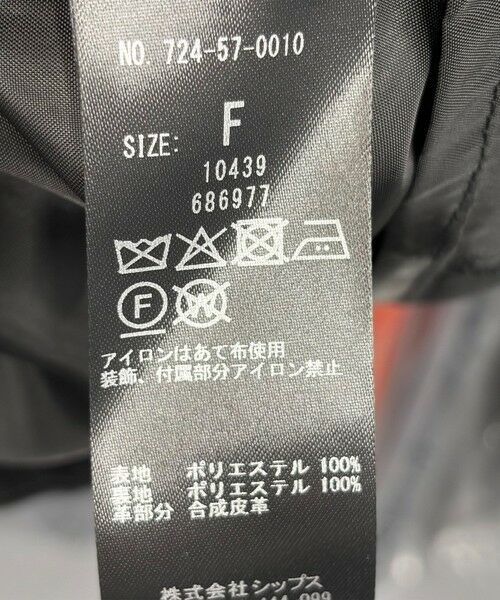 NO. 724-57-0010
SIZE: F
10439
686977
F
W
アイロンはあて布使用
装飾、付属部分アイロン禁止
表地 ポリエステル 100%
裏地 ポリエステル 100%
革部分 合成皮革
株式会社シップス